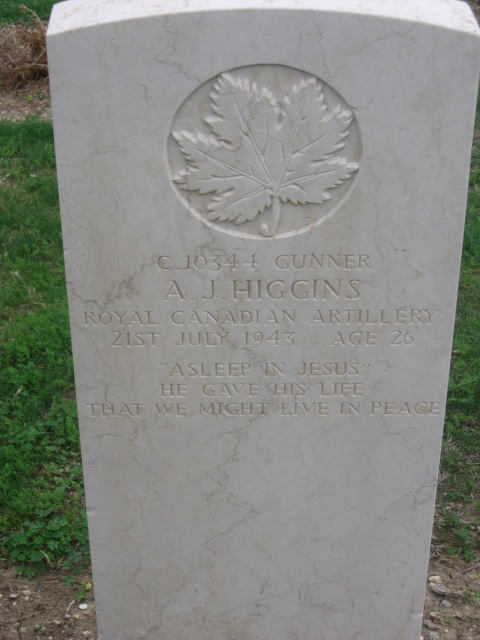 C.10344 GUNNER
A. J. HIGGINS
ROYAL CANADIAN ARTILLERY
21ST JULY 1943 AGE 26
"ASLEEP IN JESUS"
HE GAVE HIS LIFE
THAT WE MIGHT LIVE IN PEACE